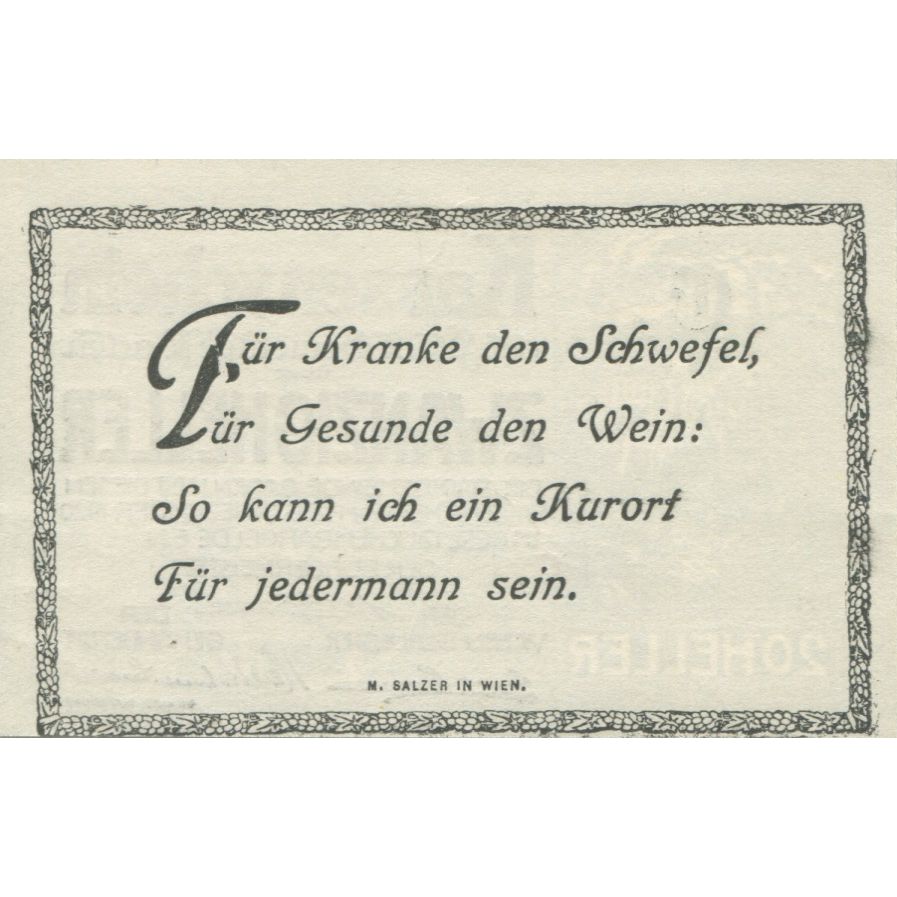 Für Kranke den Schwefel,
Für Gesunde den Wein:
So kann ich ein Kurort
Für jedermann sein.
M. SALZER IN WIEN.